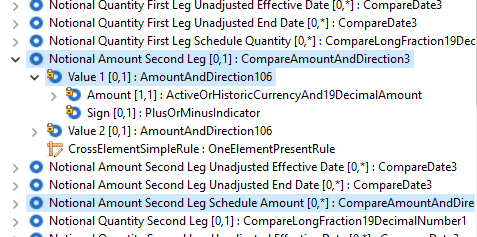 Notional Quantity First Leg Unadjusted Effective Date [0,*] : CompareDate3
Notional Quantity First Leg Unadjusted End Date [0,*] : CompareDate3
Notional Quantity First Leg Schedule Quantity [0,*] : CompareLongFraction19Dec
Notional Amount Second Leg [0,1] : CompareAmountAndDirection3
Value 1 [0,1] : AmountAndDirection106
Amount [1,1] : ActiveOrHistoricCurrencyAnd19DecimalAmount
Sign [0,1] : PlusOrMinusIndicator
Value 2 [0,1] : AmountAndDirection106
CrossElementSimpleRule : OneElementPresentRule
Notional Amount Second Leg Unadjusted Effective Date [0,*] : CompareDate3
Notional Amount Second Leg Unadjusted End Date [0,*] : CompareDate3
Notional Amount Second Leg Schedule Amount [0,*] : CompareAmountAndDire
Notional Quantity Second Leg [0,1] : CompareLongFraction19DecimalNumber1